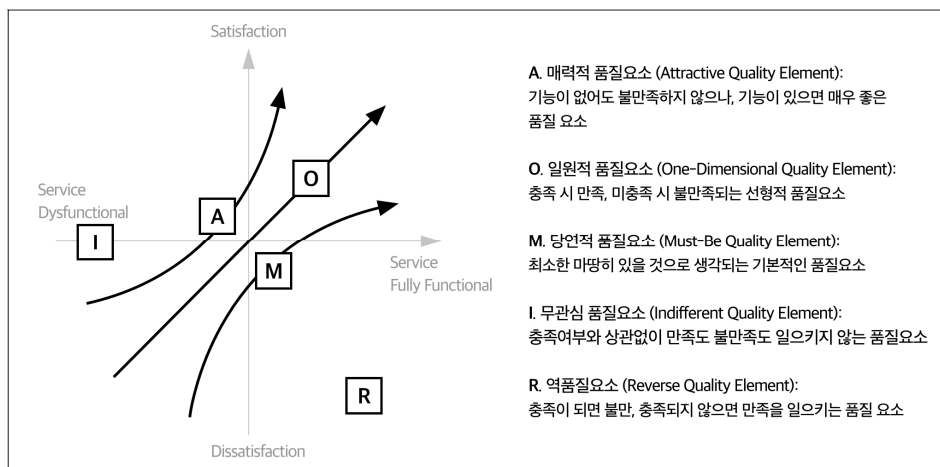 Satisfaction
Service
Dysfunctional
I
A
O
M
R
Service
Fully Functional
Dissatisfaction
A. 매력적 품질요소 (Attractive Quality Element):
기능이 없어도 불만족하지 않으나, 기능이 있으면 매우 좋은
품질 요소
O. 일원적 품질요소 (One-Dimensional Quality Element):
충족 시 만족, 미충족 시 불만족되는 선형적 품질요소
M. 당연적 품질요소 (Must-Be Quality Element):
최소한 마땅히 있을 것으로 생각되는 기본적인 품질요소
I. 무관심 품질요소 (Indifferent Quality Element):
충족여부와 상관없이 만족도 불만족도 일으키지 않는 품질요소
R. 역품질요소 (Reverse Quality Element):
충족이 되면 불만, 충족되지 않으면 만족을 일으키는 품질 요소